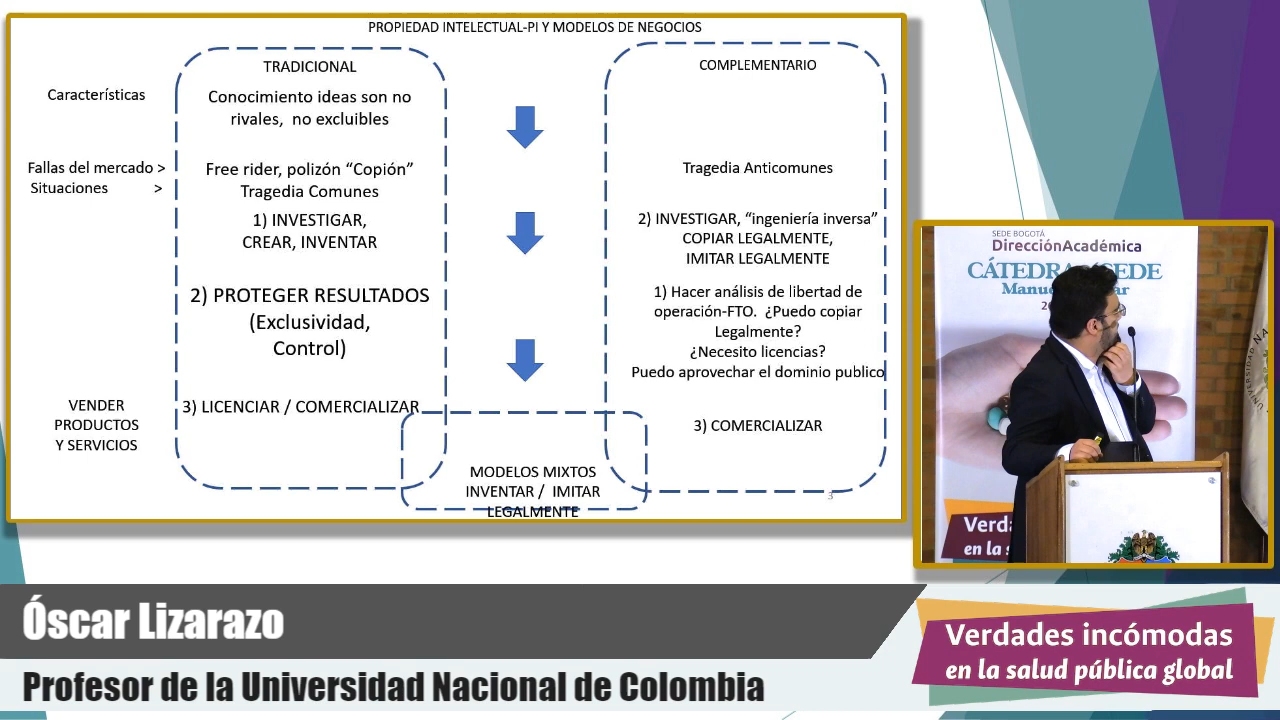 PROPIEDAD INTELECTUAL-PI Y MODELOS DE NEGOCIOS
TRADICIONAL
COMPLEMENTARIO
Características
Conocimiento ideas son no
rivales, no excluibles
Fallas del mercado >
Situaciones >
Free rider, polizón “Copión”
Tragedia Comunes
Tragedia Anticomunes
1) INVESTIGAR,
CREAR, INVENTAR
2) INVESTIGAR, “ingeniería inversa”
COPIAR LEGALMENTE,
IMITAR LEGALMENTE
2) PROTEGER RESULTADOS
(Exclusividad,
Control)
1) Hacer análisis de libertad de
operación-FTO. ¿Puedo copiar
Legalmente?
¿Necesito licencias?
Puedo aprovechar el dominio publico
VENDER
PRODUCTOS
Y SERVICIOS
3) LICENCIAR / COMERCIALIZAR
3) COMERCIALIZAR
MODELOS MIXTOS
INVENTAR / IMITAR
LEGALMENTE
3
SEDE BOGOTÁ
DirecciónAcadémica
CÁTEDRA SEDE
Óscar Lizarazo
Profesor de la Universidad Nacional de Colombia
Verdades incómodas
en la salud pública global